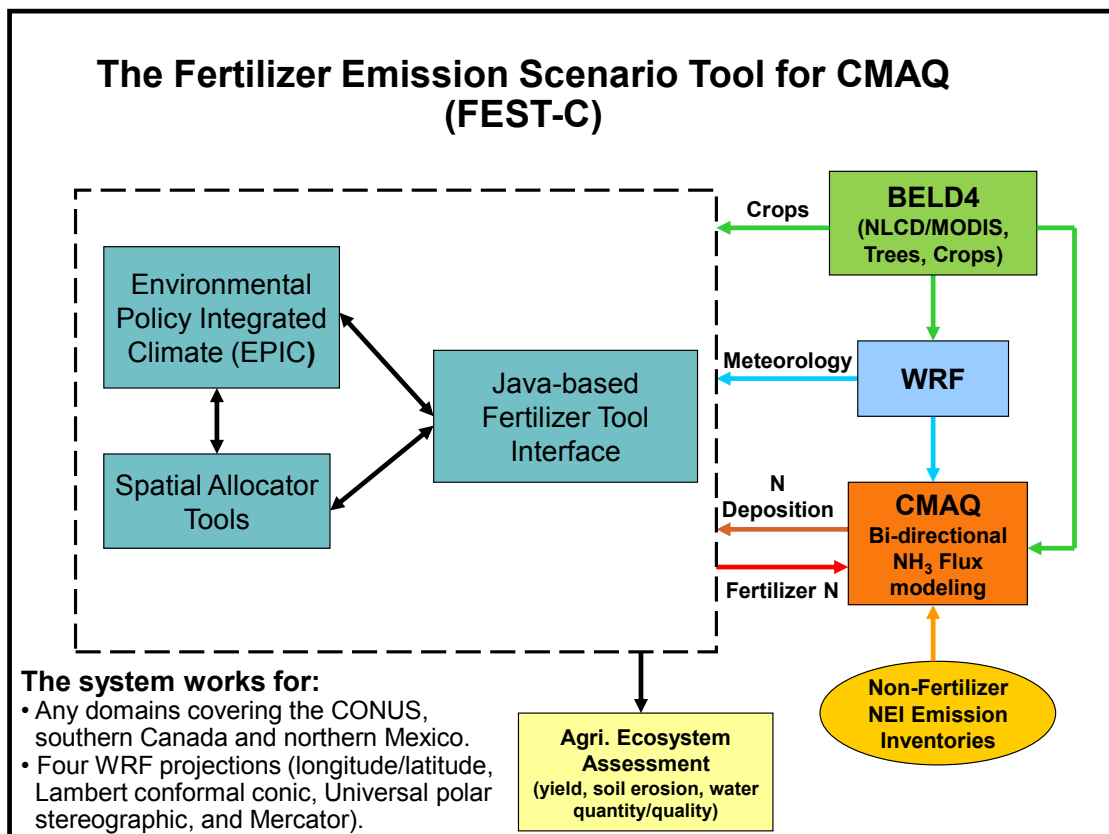 The Fertilizer Emission Scenario Tool for CMAQ
(FEST-C)
Environmental
Policy Integrated
Climate (EPIC)
Spatial Allocator
Tools
Java-based
Fertilizer Tool
Interface
Crops
Meteorology
N
Deposition
Fertilizer N
BELD4
(NLCD/MODIS,
Trees, Crops)
WRF
CMAQ
Bi-directional
NH₃ Flux
modeling
Non-Fertilizer
NEI Emission
Inventories
Agri. Ecosystem
Assessment
(yield, soil erosion, water
quantity/quality)
The system works for:
• Any domains covering the CONUS,
southern Canada and northern Mexico.
• Four WRF projections (longitude/latitude,
Lambert conformal conic, Universal polar
stereographic, and Mercator).